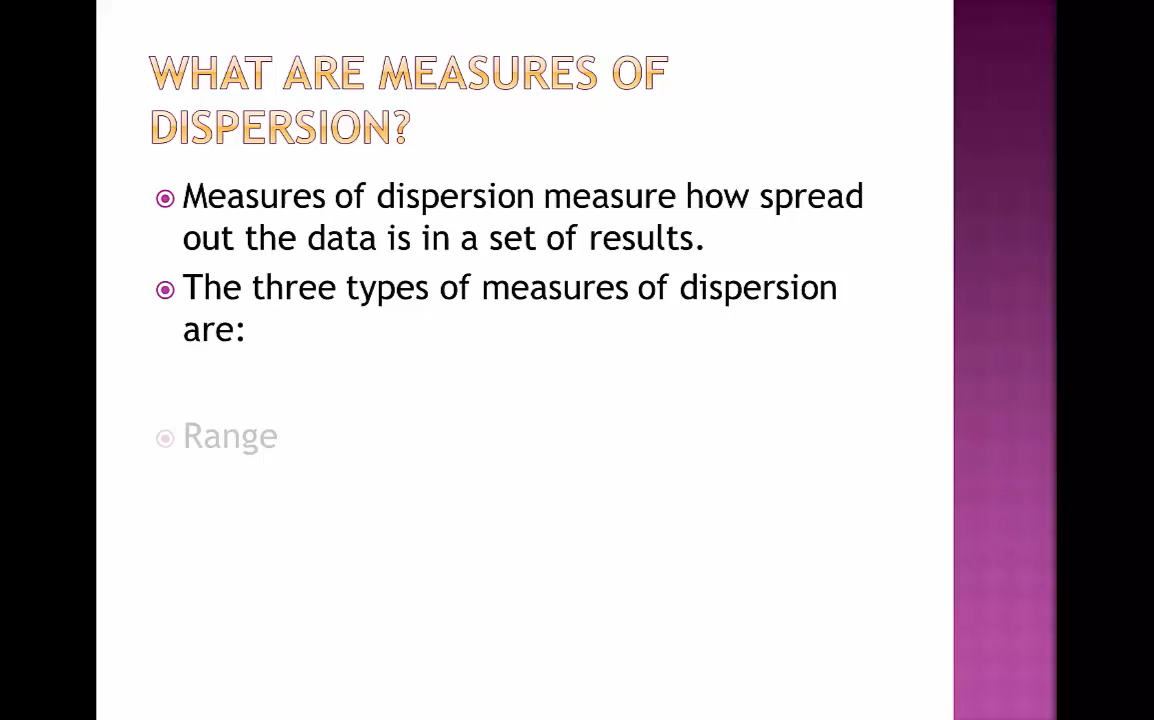 WHAT ARE MEASURES OF
DISPERSION?
Measures of dispersion measure how spread
out the data is in a set of results.
The three types of measures of dispersion
are:
Range